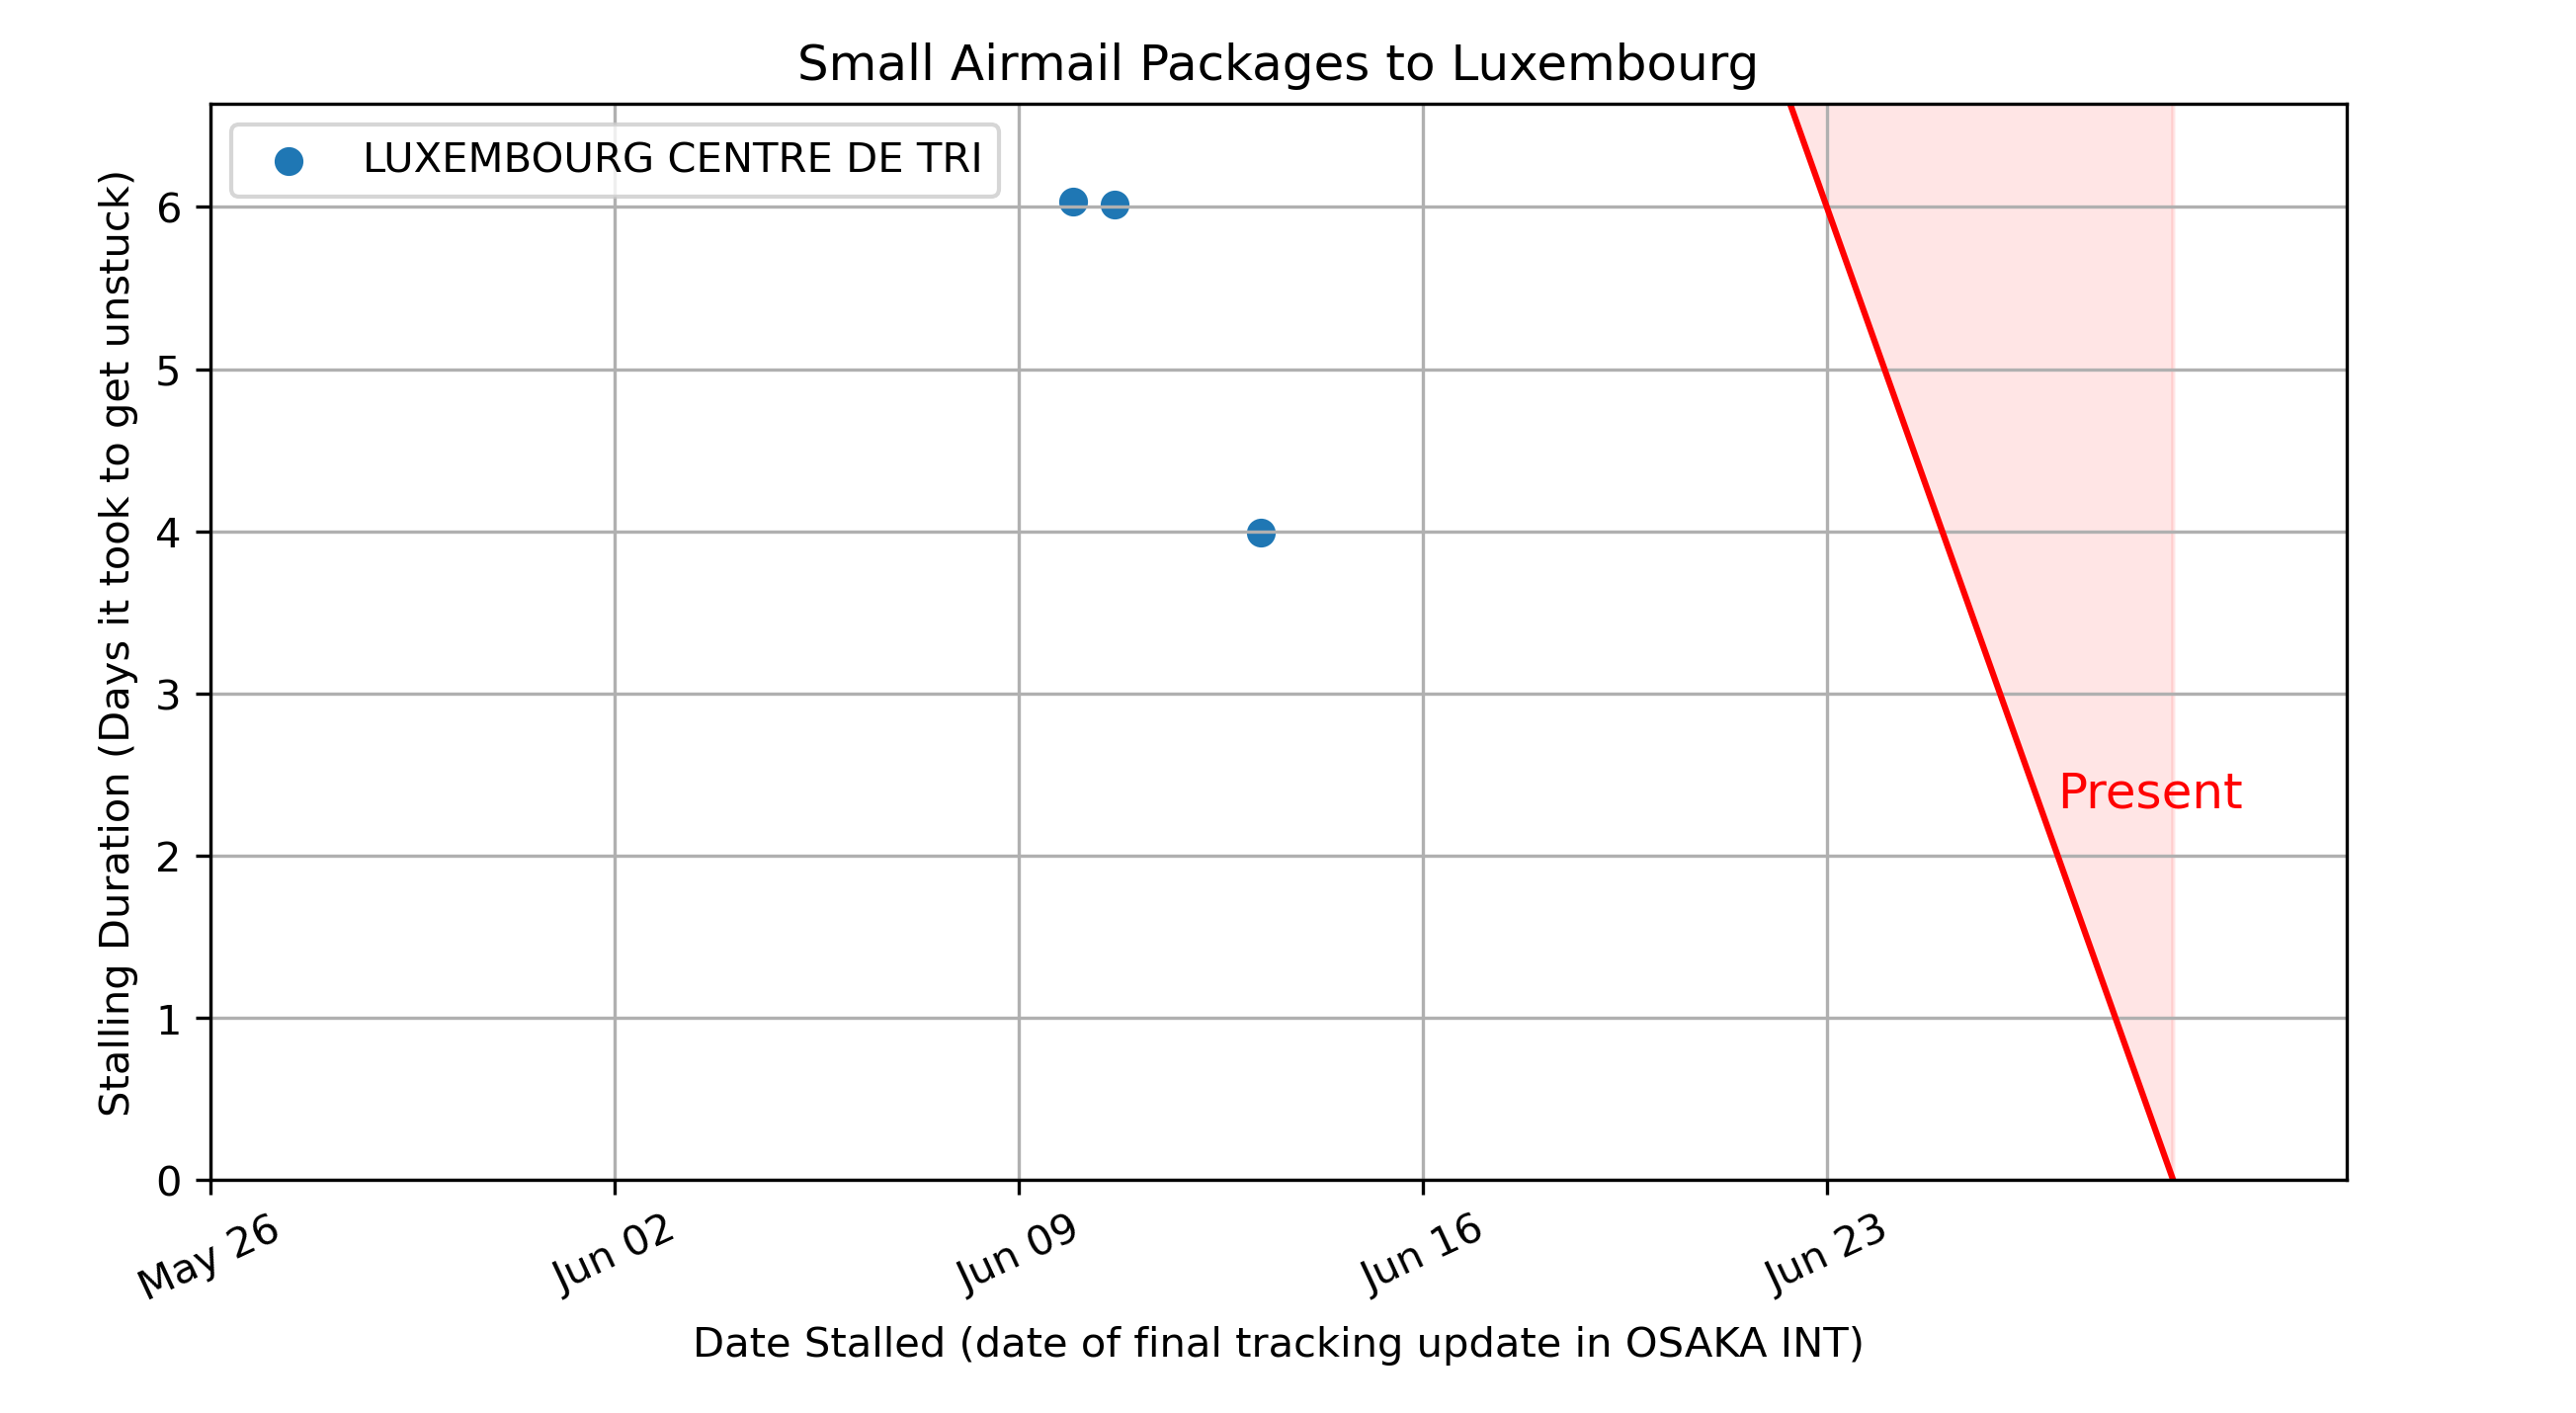 Small Airmail Packages to Luxembourg
LUXEMBOURG CENTRE DE TRI
Stalling Duration (Days it took to get unstuck)
6
5
4
3
2
1
0
Present
May 26
Jun 02
Jun 09
Jun 16
Jun 23
Date Stalled (date of final tracking update in OSAKA INT)